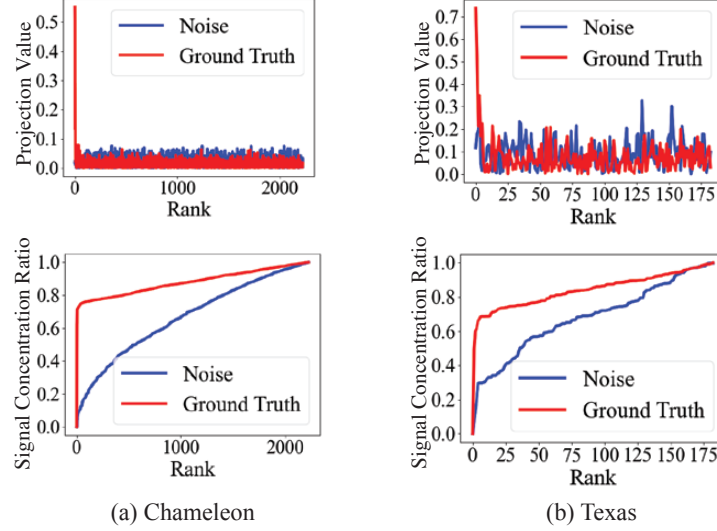 Projection Value
0.5
0.4
0.3
0.2
0.1
0.0
Noise
Ground Truth
0 1000 2000
Rank
Projection Value
0.7
0.6
0.5
0.4
0.3
0.2
0.1
0.0
Noise
Ground Truth
0 25 50 75 100 125 150 175
Rank
Signal Concentration Ratio
1.0
0.8
0.6
0.4
0.2
0.0
Noise
Ground Truth
0 1000 2000
Rank
Signal Concentration Ratio
1.0
0.8
0.6
0.4
0.2
0.0
Noise
Ground Truth
0 25 50 75 100 125 150 175
Rank
(a) Chameleon
(b) Texas